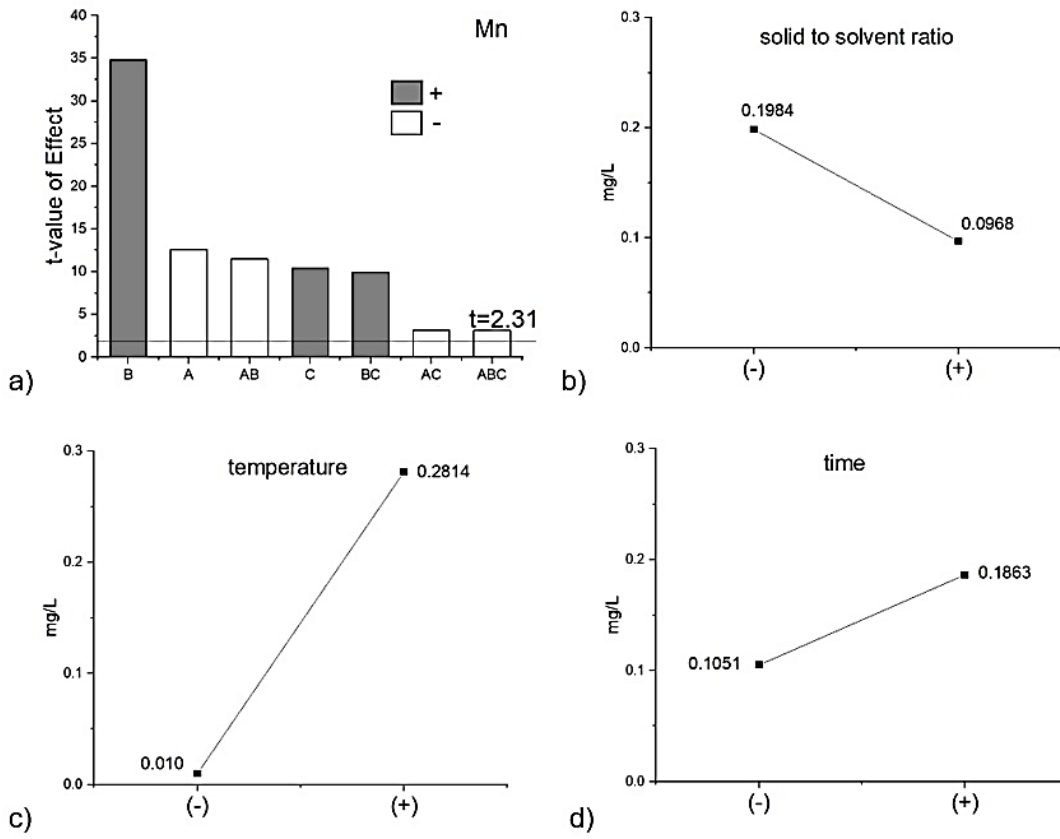 Mn
t-value of Effect
40
35
30
25
20
15
10
5
0
+
-
t=2.31
B A AB C BC AC ABC
a)
solid to solvent ratio
mg/L
0.3
0.2
0.1
0.0
0.1984
0.0968
(-) (+)
b)
temperature
mg/L
0.3
0.2
0.1
0.0
0.2814
0.010
(-) (+)
c)
time
mg/L
0.3
0.2
0.1
0.0
0.1863
0.1051
(-) (+)
d)